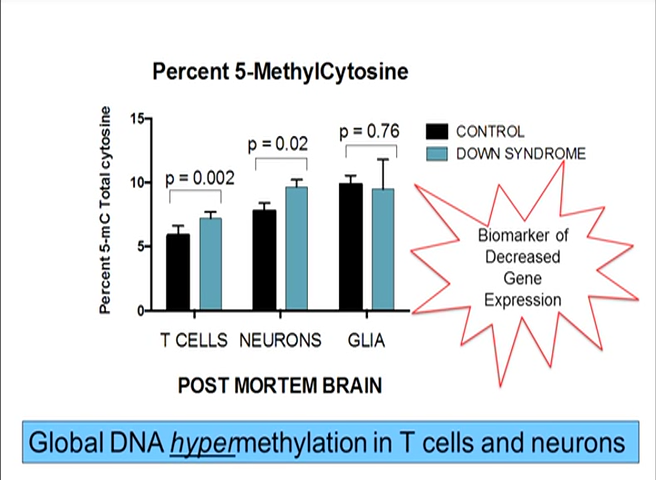 Percent 5-MethylCytosine
Percent 5-mC Total cytosine
15
10
5
0
p = 0.002
p = 0.02
p = 0.76
CONTROL
DOWN SYNDROME
T CELLS NEURONS GLIA
POST MORTEM BRAIN
Biomarker of
Decreased
Gene
Expression
Global DNA hypermethylation in T cells and neurons